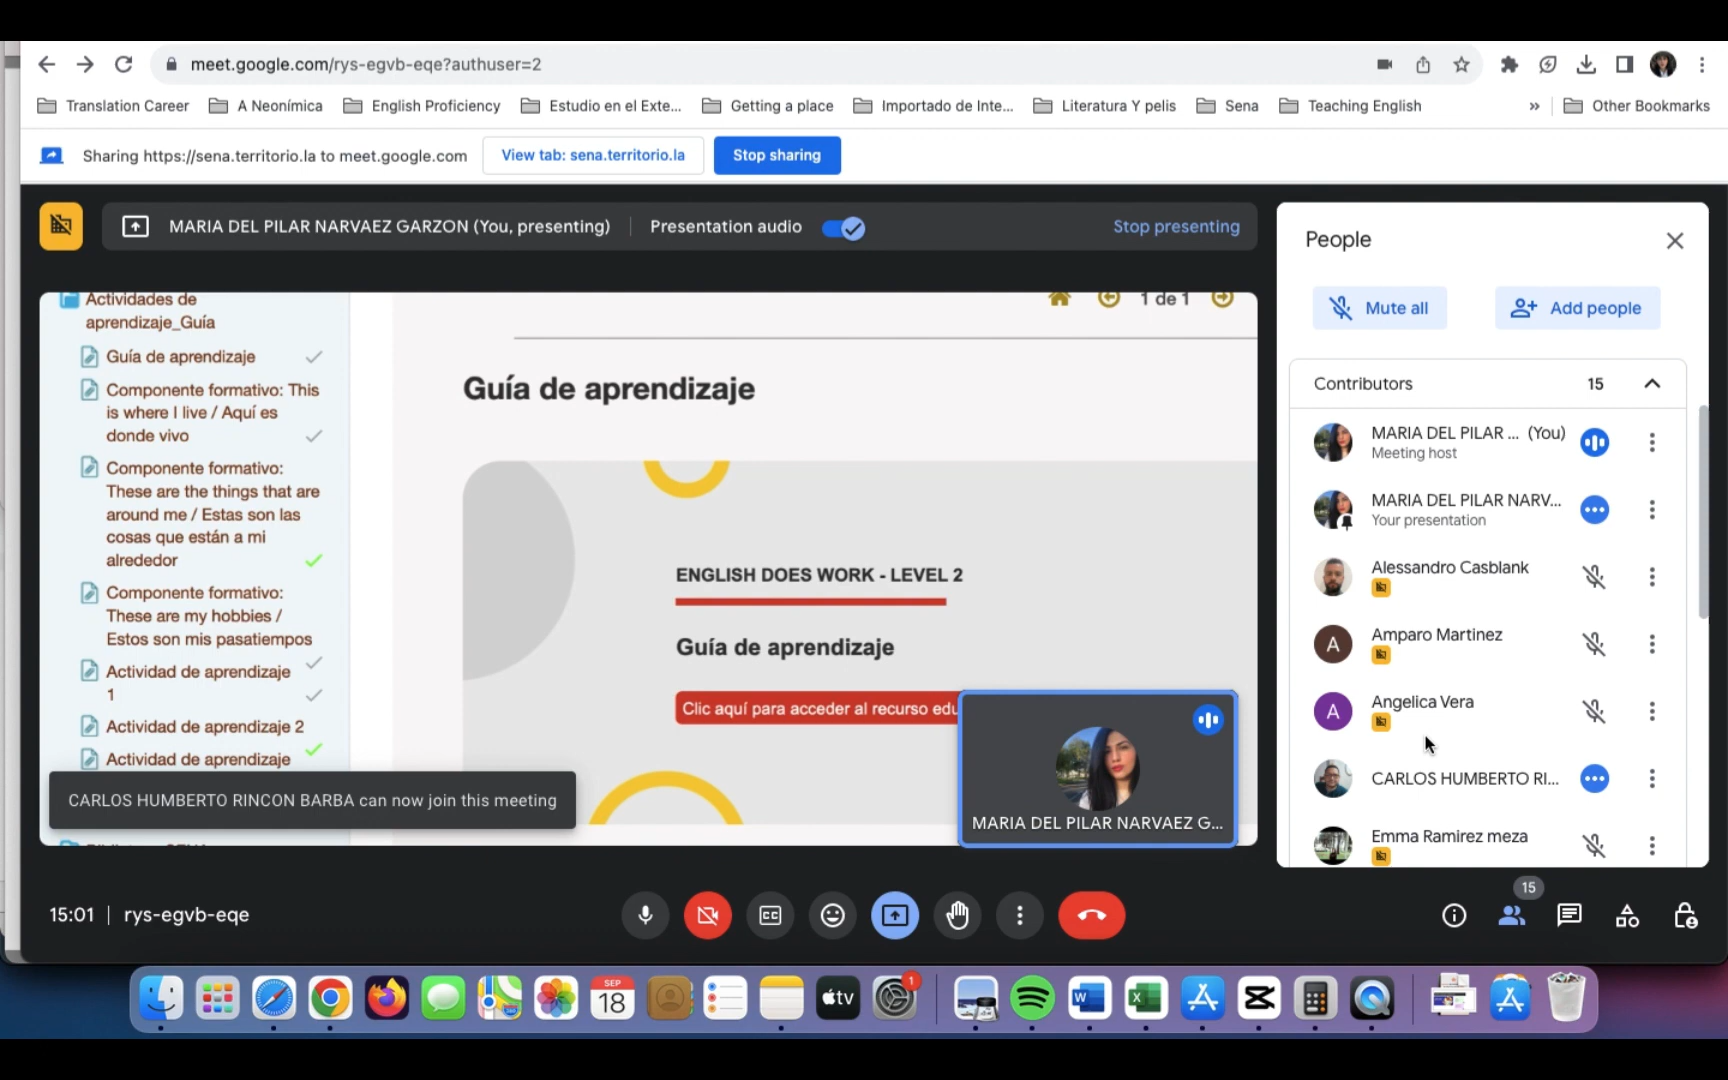 meet.google.com/rys-egvb-eqe?authuser=2
Translation Career
A Neonímica
English Proficiency
Estudio en el Exte...
Getting a place
Importado de Inte...
Literatura Y pelis
Sena
Teaching English
»
Other Bookmarks
Sharing https://sena.territorio.la to meet.google.com
View tab: sena.territorio.la
Stop sharing
MARIA DEL PILAR NARVAEZ GARZON (You, presenting)
Presentation audio
Stop presenting
Actividades de
aprendizaje_Guía
Guía de aprendizaje
Componente formativo: This
is where I live / Aquí es
donde vivo
Componente formativo:
These are the things that are
around me / Estas son las
cosas que están a mi
alrededor
Componente formativo:
These are my hobbies /
Estos son mis pasatiempos
Actividad de aprendizaje
1
Actividad de aprendizaje 2
Actividad de aprendizaje
CARLOS HUMBERTO RINCON BARBA can now join this meeting
1 de 1
Guía de aprendizaje
ENGLISH DOES WORK - LEVEL 2
Guía de aprendizaje
Clic aquí para acceder al recurso edu
MARIA DEL PILAR NARVAEZ G...
People
Mute all
Add people
Contributors
15
MARIA DEL PILAR ... (You)
Meeting host
MARIA DEL PILAR NARV...
Your presentation
Alessandro Casblank
A
Amparo Martinez
A
Angelica Vera
CARLOS HUMBERTO RI...
Emma Ramirez meza
15:01 | rys-egvb-eqe
15
SEP
18
tv
1
W
X